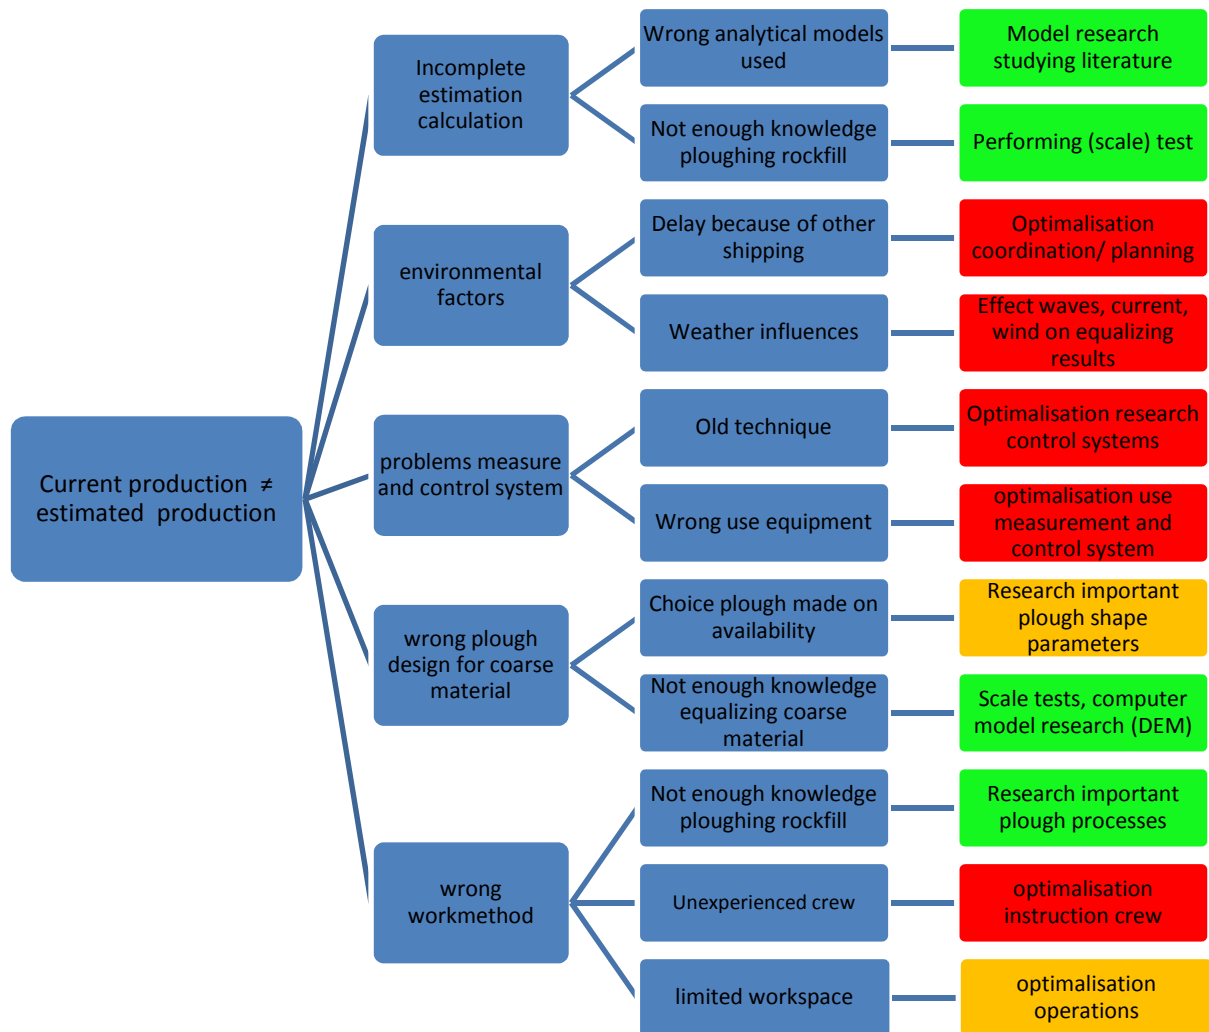 Current production ≠
estimated production
Incomplete
estimation
calculation
Wrong analytical models
used
Model research
studying literature
Not enough knowledge
ploughing rockfill
Performing (scale) test
environmental
factors
Delay because of other
shipping
Optimalisation
coordination/ planning
Weather influences
Effect waves, current,
wind on equalizing
results
problems measure
and control system
Old technique
Optimalisation research
control systems
Wrong use equipment
optimalisation use
measurement and
control system
wrong plough
design for coarse
material
Choice plough made on
availability
Research important
plough shape
parameters
Not enough knowledge
equalizing coarse
material
Scale tests, computer
model research (DEM)
wrong
workmethod
Not enough knowledge
ploughing rockfill
Research important
plough processes
Unexperienced crew
optimalisation
instruction crew
limited workspace
optimalisation
operations